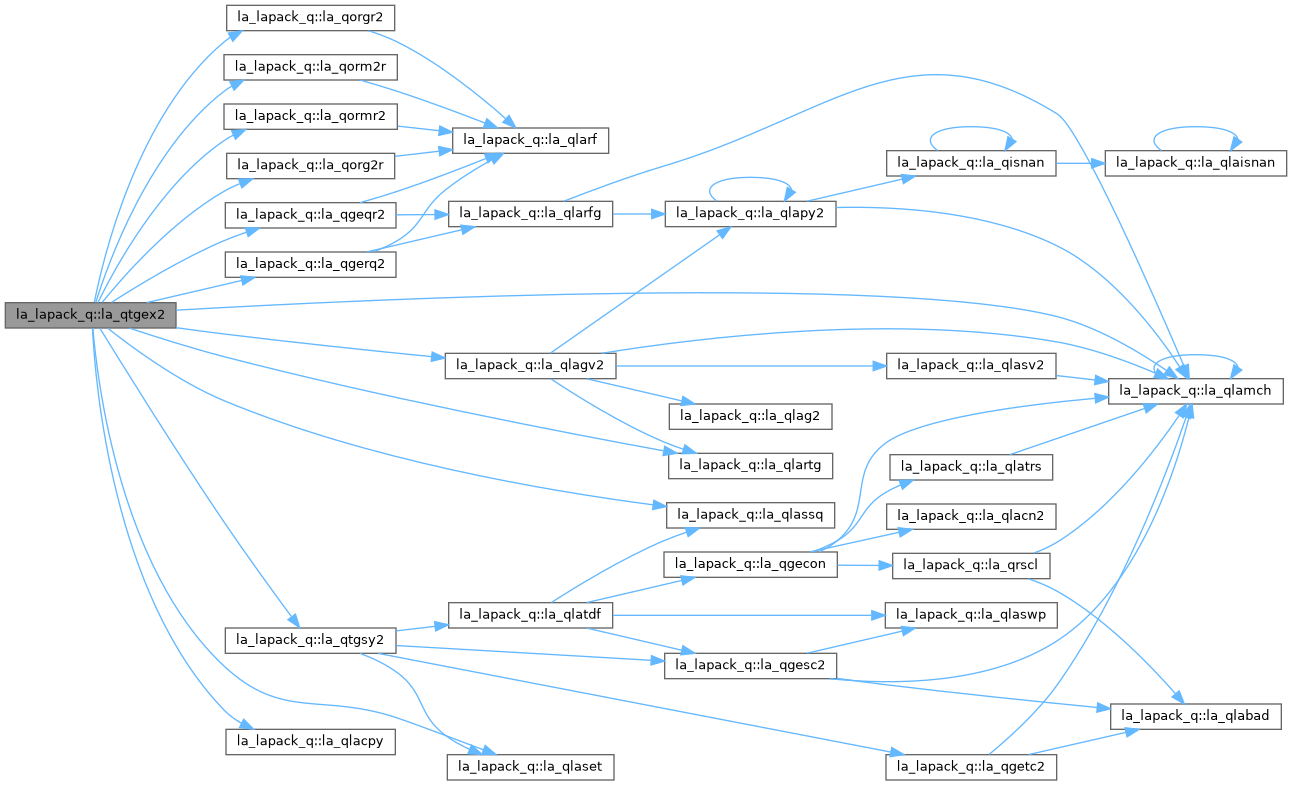 la_lapack_q::la_qorgr2
la_lapack_q::la_qorm2r
la_lapack_q::la_qormr2
la_lapack_q::la_qlarf
la_lapack_q::la_qorg2r
la_lapack_q::la_qisnan
la_lapack_q::la_qlaisnan
la_lapack_q::la_qgeqr2
la_lapack_q::la_qlarfg
la_lapack_q::la_qlapy2
la_lapack_q::la_qgerq2
la_lapack_q::la_qtgex2
la_lapack_q::la_qlagv2
la_lapack_q::la_qlasv2
la_lapack_q::la_qlamch
la_lapack_q::la_qlag2
la_lapack_q::la_qlartg
la_lapack_q::la_qlatrs
la_lapack_q::la_qlassq
la_lapack_q::la_qlacn2
la_lapack_q::la_qgecon
la_lapack_q::la_qrscl
la_lapack_q::la_qlatdf
la_lapack_q::la_qlaswp
la_lapack_q::la_qtgsy2
la_lapack_q::la_qgesc2
la_lapack_q::la_qlabad
la_lapack_q::la_qlacpy
la_lapack_q::la_qlaset
la_lapack_q::la_qgetc2